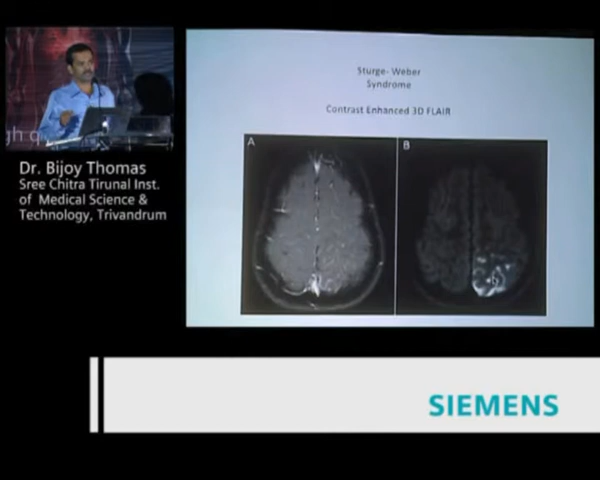 Dr. Bijoy Thomas
Sree Chitra Tirunal Inst.
of Medical Science &
Technology, Trivandrum
Sturge- Weber
Syndrome
Contrast Enhanced 3D FLAIR
A
B
SIEMENS